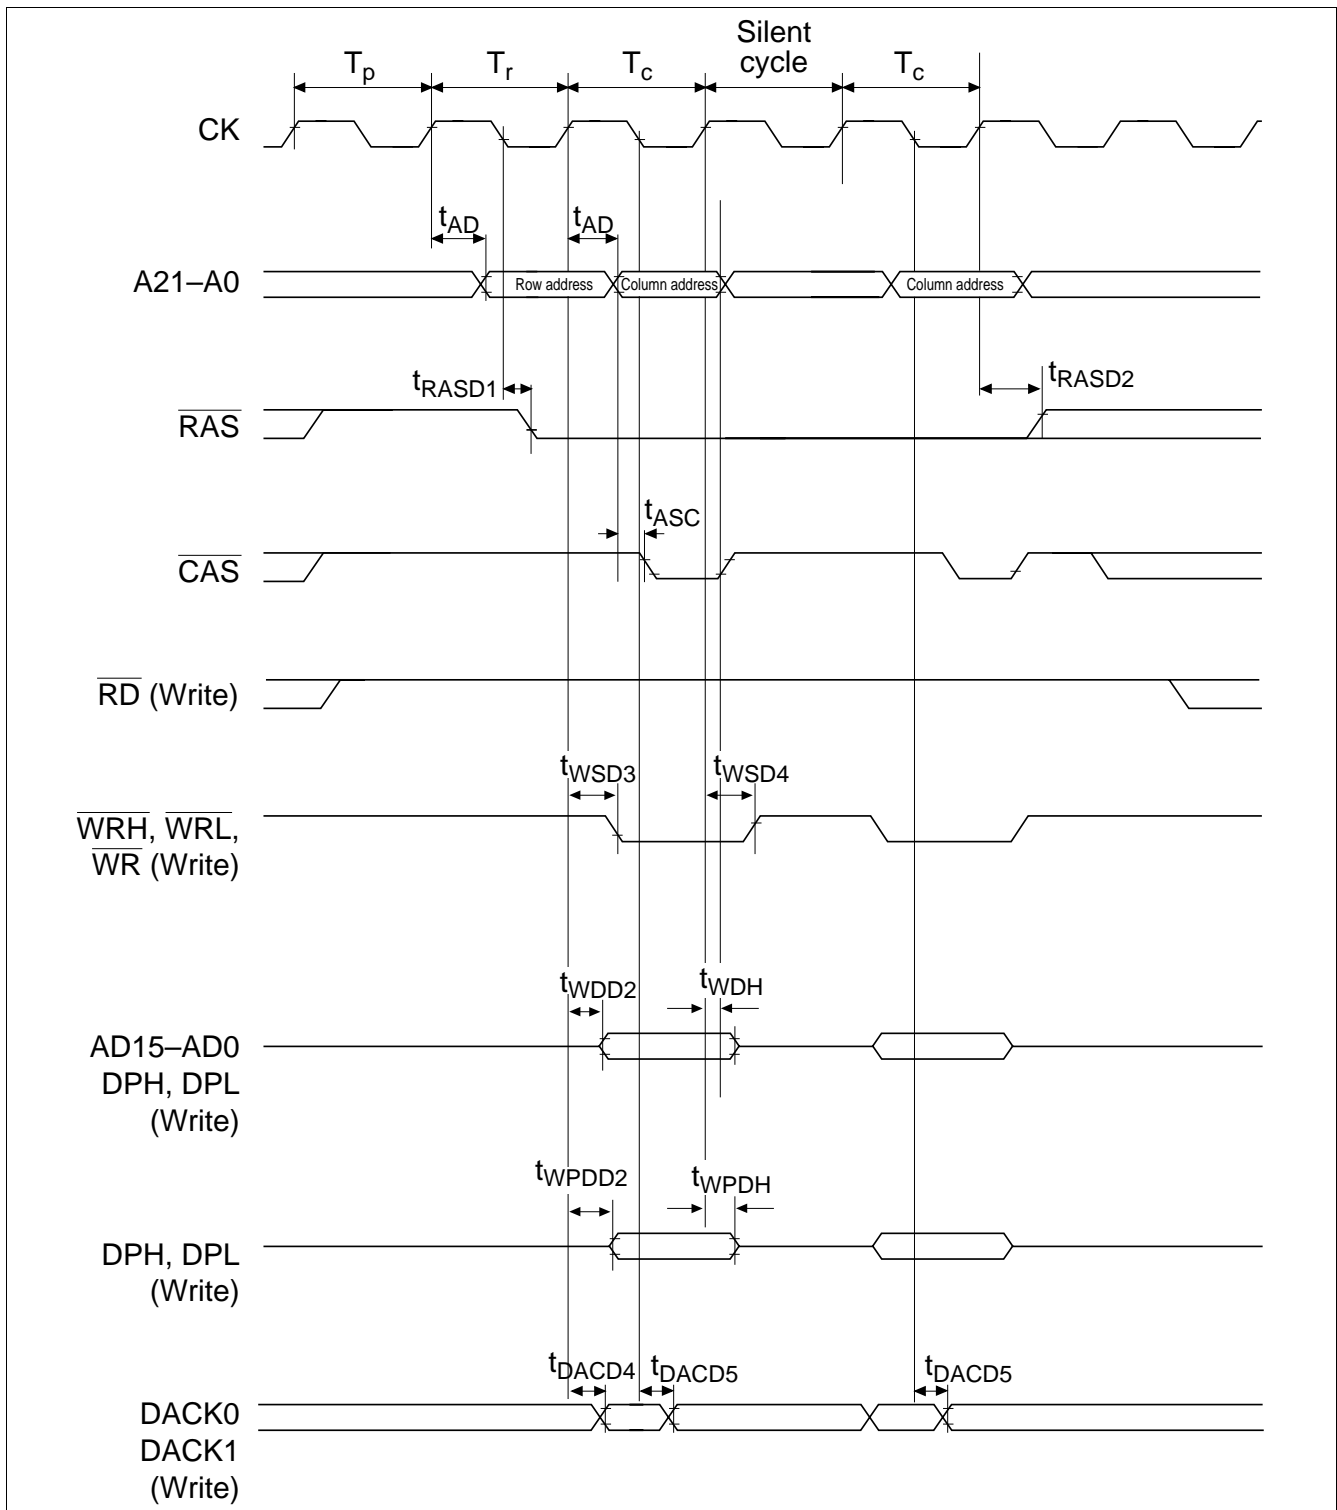 Silent
cycle
Tp Tr Tc Tc
CK
tAD tAD
A21–A0
Row address Column address Column address
tRASD1 tRASD2
RAS
tASC
CAS
RD (Write)
tWSD3 tWSD4
WRH, WRL,
WR (Write)
tWDD2 tWDH
AD15–AD0
DPH, DPL
(Write)
tWPDD2 tWPDH
DPH, DPL
(Write)
tDACD4 tDACD5 tDACD5
DACK0
DACK1
(Write)